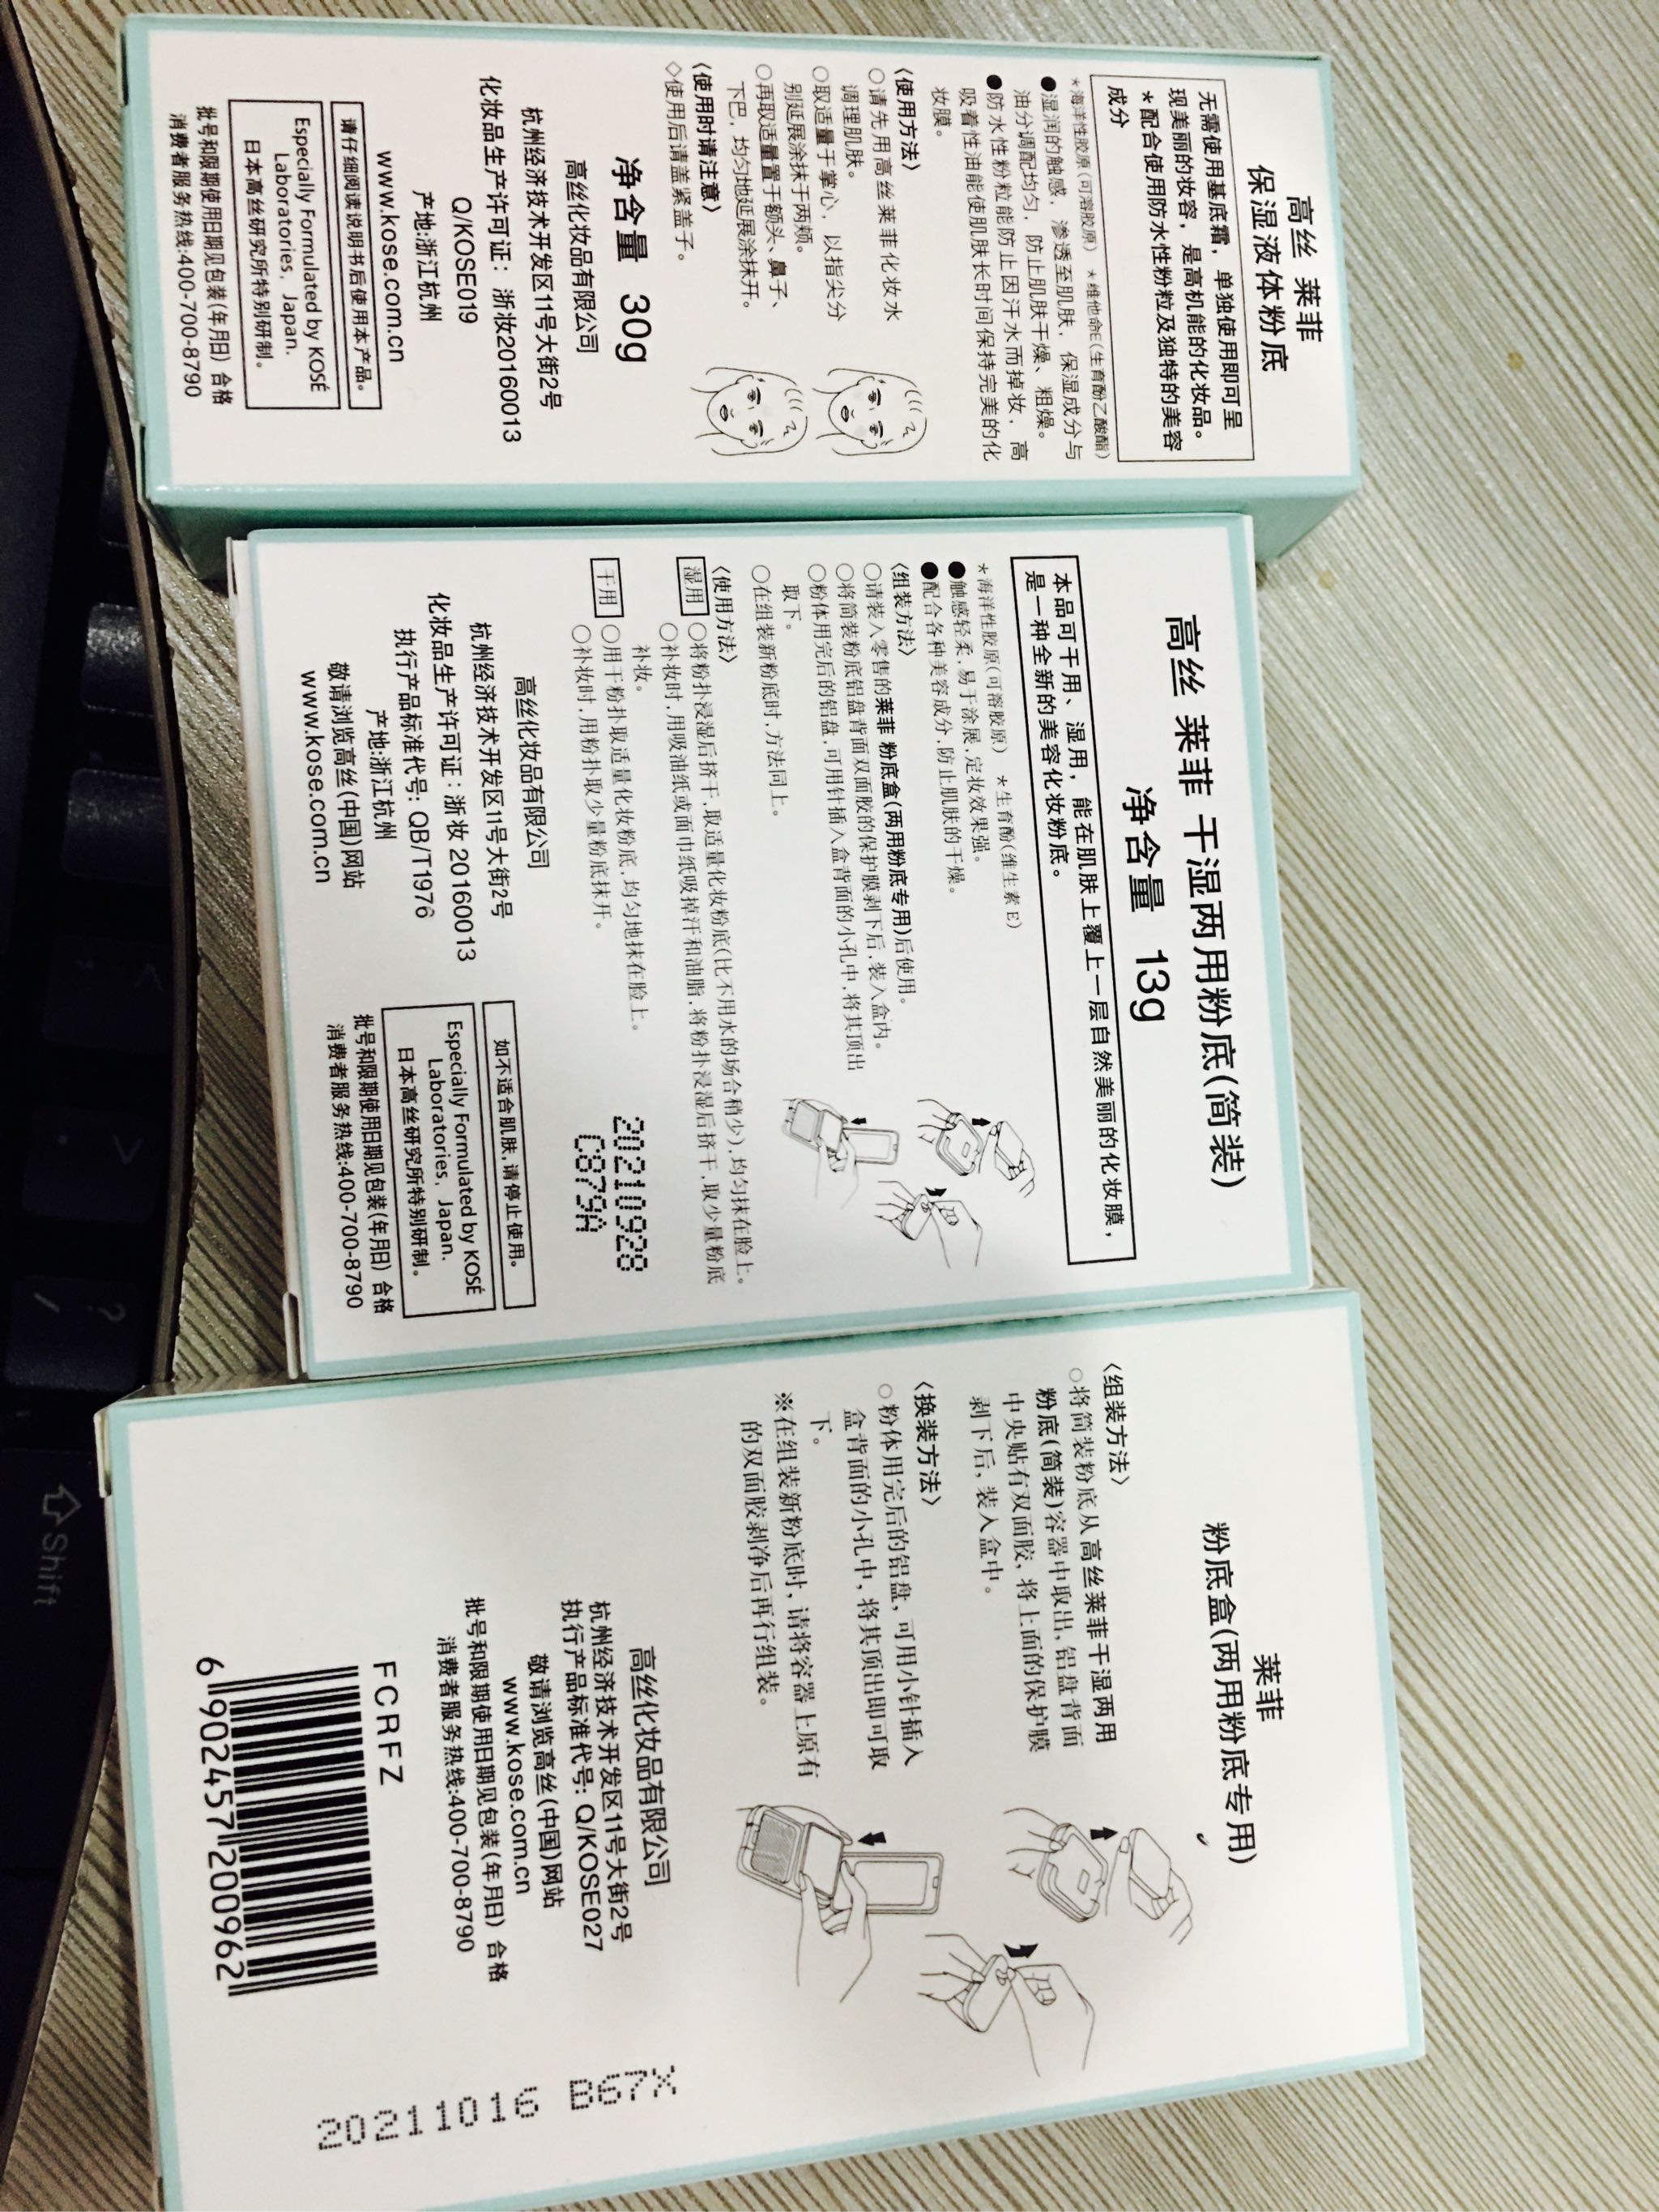 高丝 莱菲
保湿液体粉底
无需使用基底霜，单独使用即可呈
现美丽的妆容，是高机能的化妆品。
*配合使用防水性粉粒及独特的美容
成分
*海洋性胶原(可溶胶原) *维他命E(生育酚乙酸酯)
●湿润的触感，渗透至肌肤，保湿成分与
油分调配均匀，防止肌肤干燥、粗燥。
●防水性粉粒能防止因汗水而掉妆，高
吸着性油能使肌肤长时间保持完美的化
妆膜。
〈使用方法〉
○请先用高丝 莱菲 化妆水
调理肌肤。
○取适量于掌心，以指尖分
别延展涂抹于两颊。
○再取适量置于额头、鼻子、
下巴，均匀地延展涂抹开。
〈使用时请注意〉
◇使用后请盖紧盖子。
净含量 30g
高丝化妆品有限公司
杭州经济技术开发区11号大街2号
化妆品生产许可证：浙妆20160013
Q/KOSE019
产地:浙江杭州
www.kose.com.cn
请仔细阅读说明书后使用本产品。
Especially Formulated by KOSÉ
Laboratories，Japan.
日本高丝研究所特别研制。
批号和限期使用日期见包装(年月日) 合格
消费者服务热线:400-700-8790
高丝 莱菲 干湿两用粉底(简装)
净含量 13g
本品可干用、湿用，能在肌肤上覆上一层自然美丽的化妆膜，
是一种全新的美容化妆粉底。
*海洋性胶原(可溶胶原) *生育酚(维生素 E)
●触感轻柔,易于涂展,定妆效果强。
●配合各种美容成分,防止肌肤的干燥。
〈组装方法〉
○请装入零售的莱菲 粉底盒(两用粉底专用)后使用。
○将简装粉底铝盘背面双面胶的保护膜剥下后,装入盒内。
○粉体用完后的铝盘,可用针插入盒背面的小孔中,将其顶出
取下。
○在组装新粉底时,方法同上。
〈使用方法〉
湿用 ○将粉扑浸湿后挤干,取适量化妆粉底(比不用水的场合稍少),均匀抹在脸上。
○补妆时,用吸油纸或面巾纸吸掉汗和油脂,将粉扑浸湿后挤干,取少量粉底
补妆。
干用 ○用干粉扑取适量化妆粉底,均匀地抹在脸上。
○补妆时,用粉扑取少量粉底抹开。
20210928
C879A
高丝化妆品有限公司
杭州经济技术开发区11号大街2号
化妆品生产许可证：浙妆 20160013
执行产品标准代号: QB/T1976
产地:浙江杭州
敬请浏览高丝(中国)网站
www.kose.com.cn
如不适合肌肤,请停止使用。
Especially Formulated by KOSÉ
Laboratories，Japan.
日本高丝研究所特别研制。
批号和限期使用日期见包装(年月日) 合格
消费者服务热线:400-700-8790
莱菲
粉底盒(两用粉底专用)
〈组装方法〉
○将简装粉底从高丝莱菲干湿两用
粉底(简装)容器中取出,铝盘背面
中央贴有双面胶,将上面的保护膜
剥下后,装入盒中。
〈换装方法〉
○粉体用完后的铝盘,可用小针插入
盒背面的小孔中,将其顶出即可取
下。
※在组装新粉底时,请将容器上原有
的双面胶剥净后再行组装。
高丝化妆品有限公司
杭州经济技术开发区11号大街2号
执行产品标准代号: Q/KOSE027
敬请浏览高丝(中国)网站
www.kose.com.cn
批号和限期使用日期见包装(年月日) 合格
消费者服务热线:400-700-8790
FCRFZ
6 902457 200962
20211016 B67X
Shift